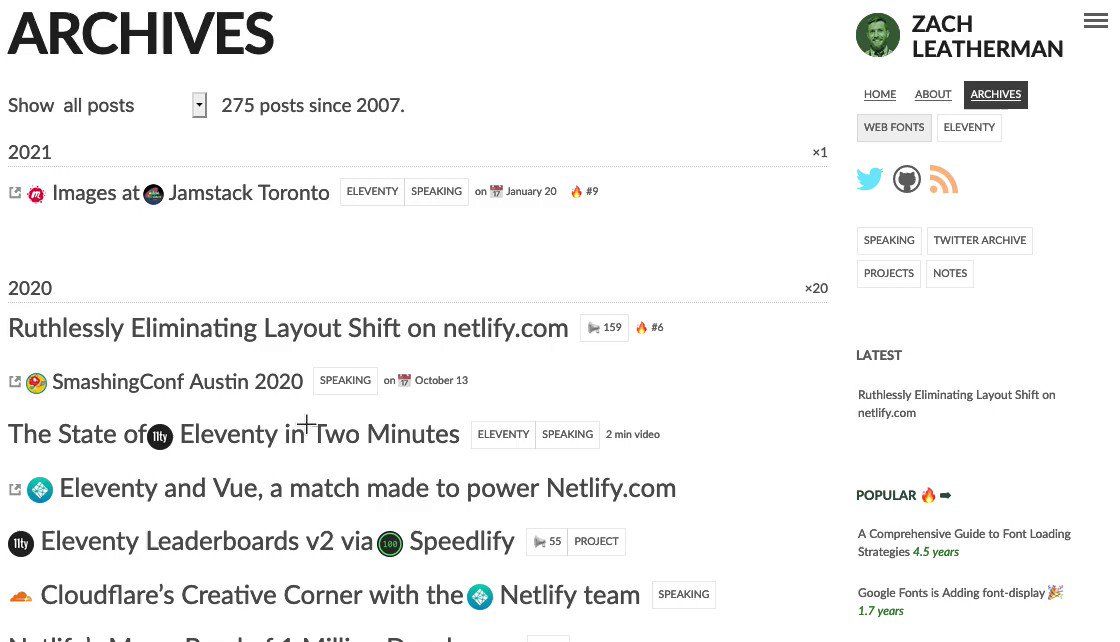 ARCHIVES
Show all posts 275 posts since 2007.
2021 ×1
Images at Jamstack Toronto ELEVENTY SPEAKING on January 20 #9
2020 ×20
Ruthlessly Eliminating Layout Shift on netlify.com 159 #6
SmashingConf Austin 2020 SPEAKING on October 13
The State of 11ty Eleventy in Two Minutes ELEVENTY SPEAKING 2 min video
Eleventy and Vue, a match made to power Netlify.com
11ty Eleventy Leaderboards v2 via 100 Speedlify 55 PROJECT
Cloudflare's Creative Corner with the Netlify team SPEAKING
ZACH
LEATHERMAN
HOME ABOUT ARCHIVES
WEB FONTS ELEVENTY
SPEAKING TWITTER ARCHIVE
PROJECTS NOTES
LATEST
Ruthlessly Eliminating Layout Shift on
netlify.com
POPULAR 🔥 ➡
A Comprehensive Guide to Font Loading
Strategies 4.5 years
Google Fonts is Adding font-display 🎉
1.7 years